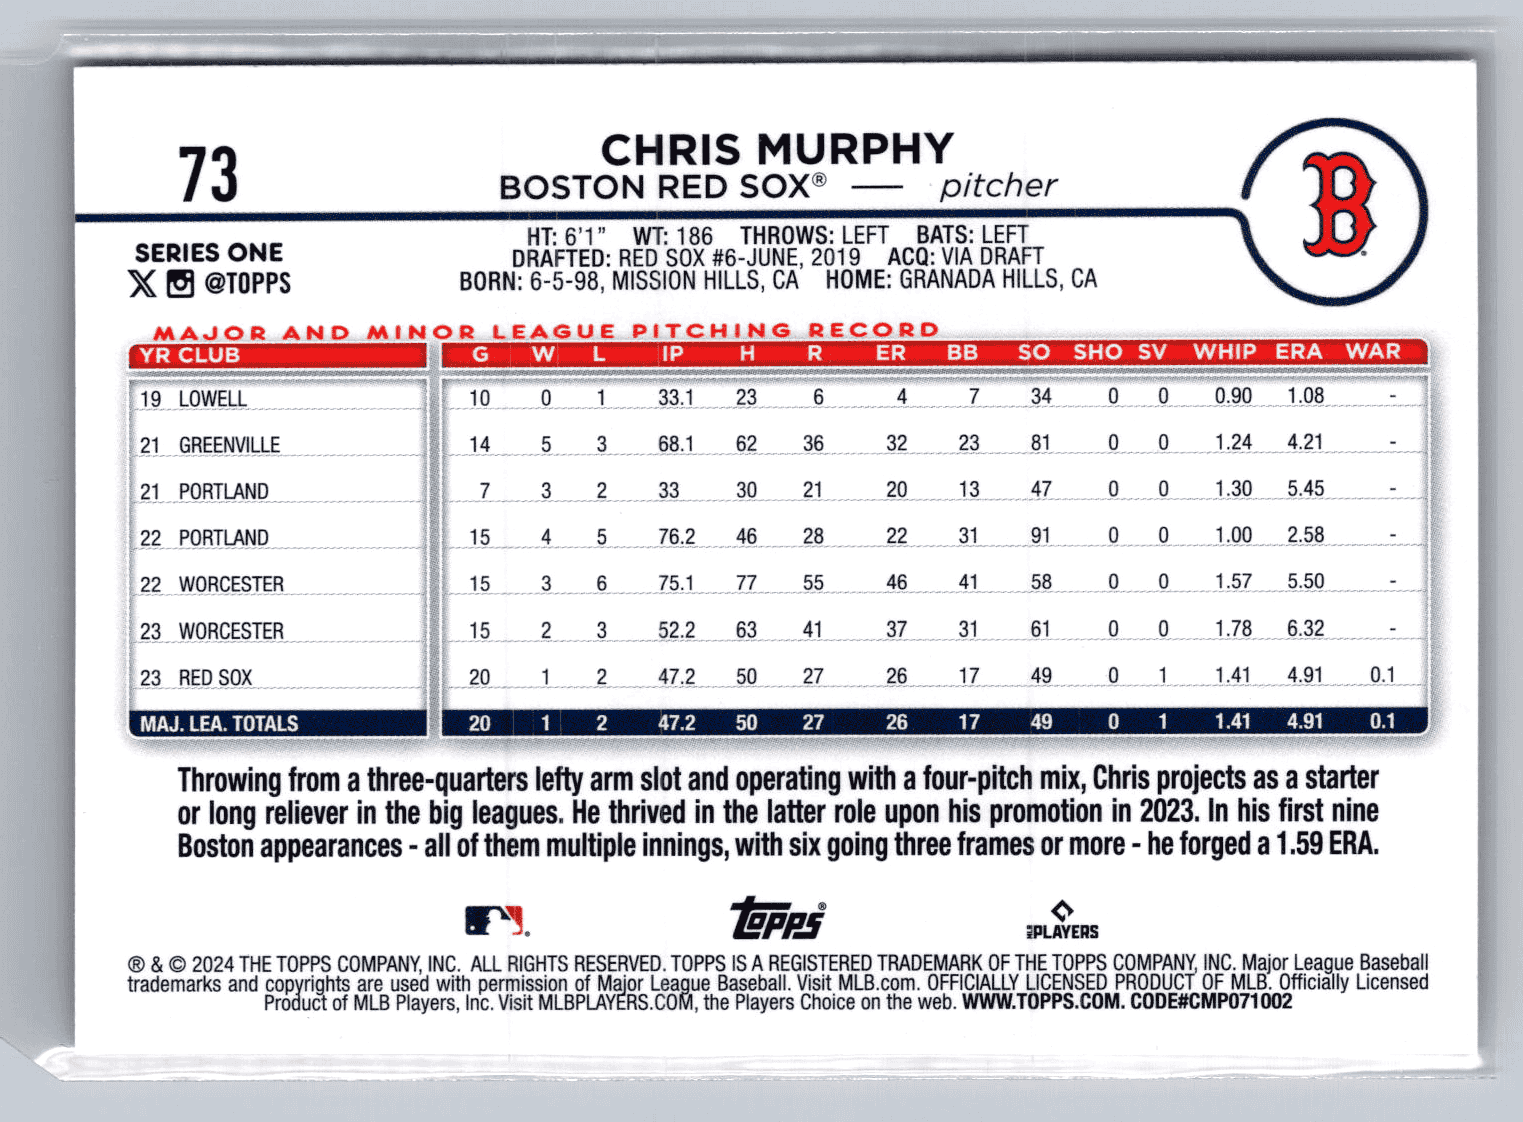 73
CHRIS MURPHY
BOSTON RED SOX® — pitcher
B
SERIES ONE
X @TOPPS
HT: 6'1" WT: 186 THROWS: LEFT BATS: LEFT
DRAFTED: RED SOX #6-JUNE, 2019 ACQ: VIA DRAFT
BORN: 6-5-98, MISSION HILLS, CA HOME: GRANADA HILLS, CA
MAJOR AND MINOR LEAGUE PITCHING RECORD
YR CLUB G W L IP H R ER BB SO SHO SV WHIP ERA WAR
19 LOWELL 10 0 1 33.1 23 6 4 7 34 0 0 0.90 1.08 -
21 GREENVILLE 14 5 3 68.1 62 36 32 23 81 0 0 1.24 4.21 -
21 PORTLAND 7 3 2 33 30 21 20 13 47 0 0 1.30 5.45 -
22 PORTLAND 15 4 5 76.2 46 28 22 31 91 0 0 1.00 2.58 -
22 WORCESTER 15 3 6 75.1 77 55 46 41 58 0 0 1.57 5.50 -
23 WORCESTER 15 2 3 52.2 63 41 37 31 61 0 0 1.78 6.32 -
23 RED SOX 20 1 2 47.2 50 27 26 17 49 0 1 1.41 4.91 0.1
MAJ. LEA. TOTALS 20 1 2 47.2 50 27 26 17 49 0 1 1.41 4.91 0.1
Throwing from a three-quarters lefty arm slot and operating with a four-pitch mix, Chris projects as a starter
or long reliever in the big leagues. He thrived in the latter role upon his promotion in 2023. In his first nine
Boston appearances - all of them multiple innings, with six going three frames or more - he forged a 1.59 ERA.
Topps®
MLB PLAYERS
® & © 2024 THE TOPPS COMPANY, INC. ALL RIGHTS RESERVED. TOPPS IS A REGISTERED TRADEMARK OF THE TOPPS COMPANY, INC. Major League Baseball
trademarks and copyrights are used with permission of Major League Baseball. Visit MLB.com. OFFICIALLY LICENSED PRODUCT OF MLB. Officially Licensed
Product of MLB Players, Inc. Visit MLBPLAYERS.COM, the Players Choice on the web. WWW.TOPPS.COM. CODE#CMP071002